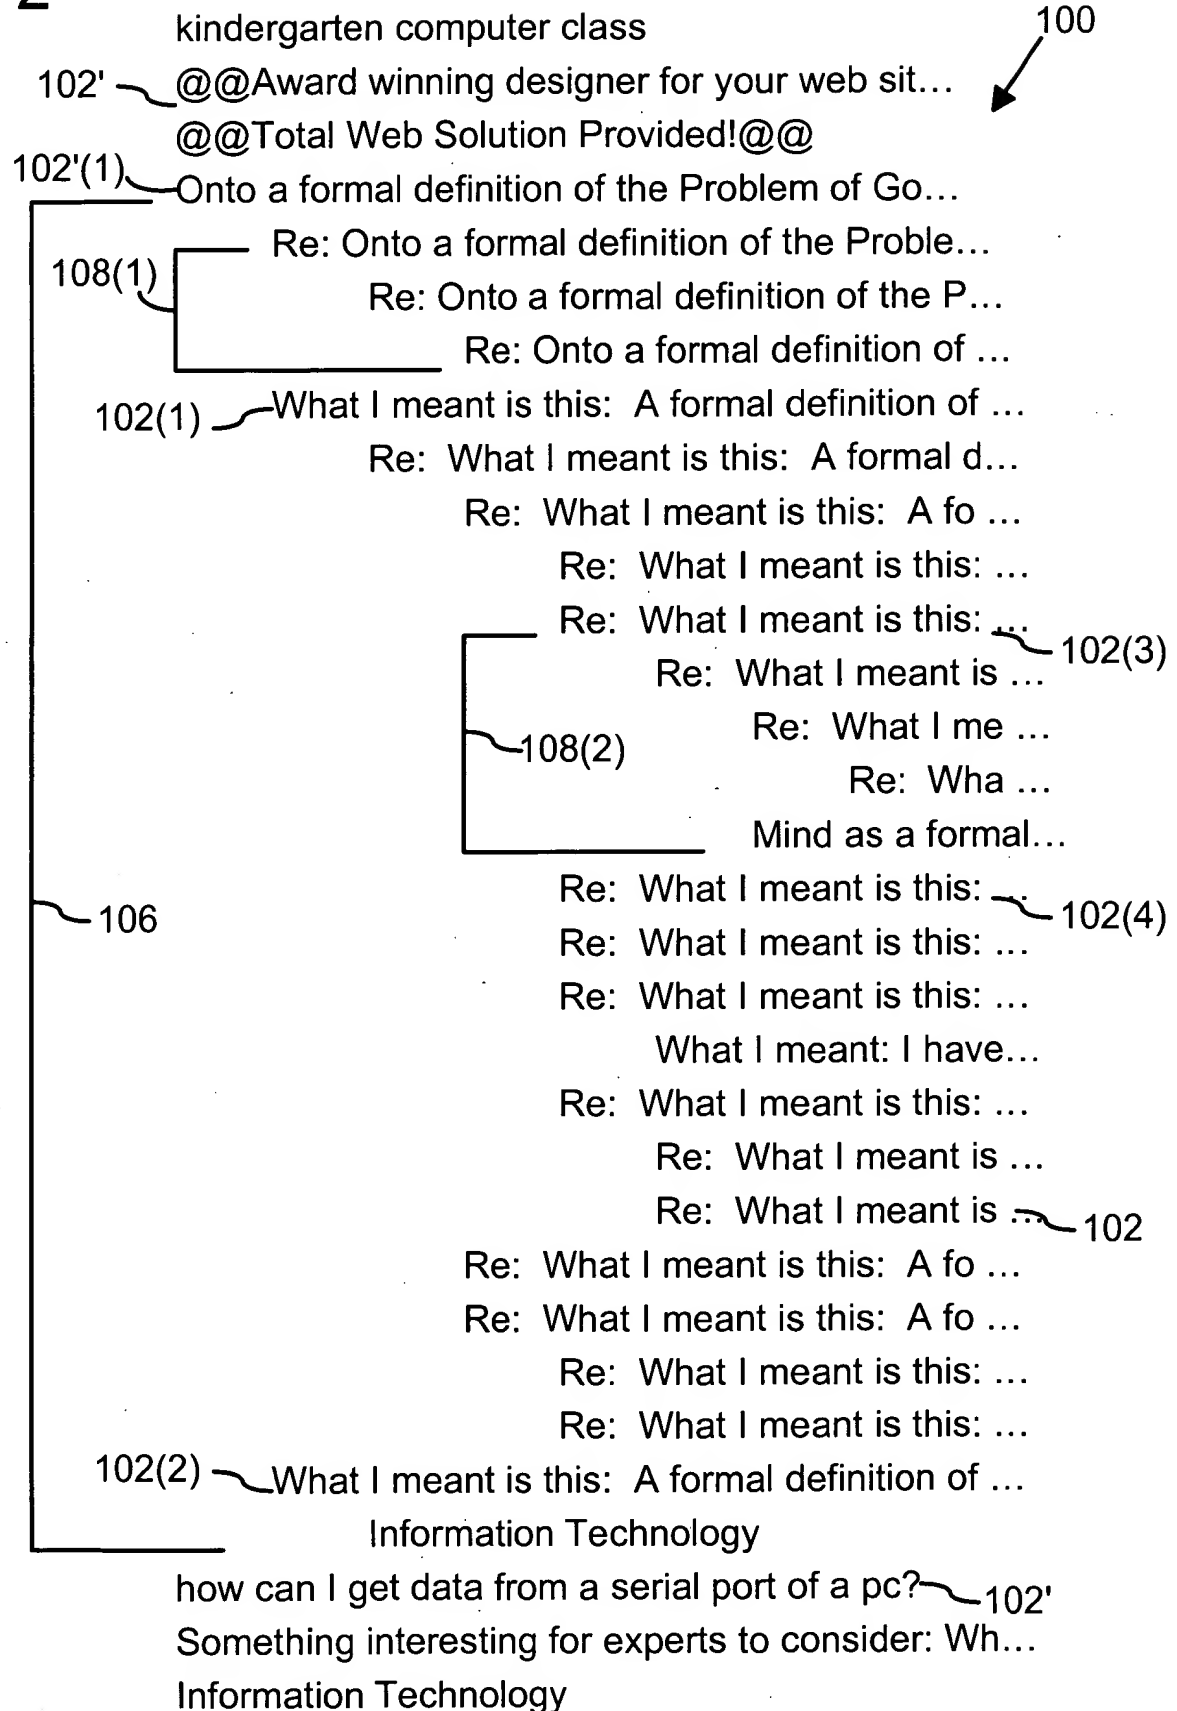 2
kindergarten computer class
100
102' @@Award winning designer for your web sit...
@@Total Web Solution Provided!@@
102'(1) Onto a formal definition of the Problem of Go...
Re: Onto a formal definition of the Proble...
108(1)
Re: Onto a formal definition of the P...
Re: Onto a formal definition of ...
102(1) What I meant is this: A formal definition of ...
Re: What I meant is this: A formal d...
Re: What I meant is this: A fo ...
Re: What I meant is this: ...
Re: What I meant is this: ...
102(3)
Re: What I meant is ...
Re: What I me ...
108(2)
Re: Wha ...
Mind as a formal...
Re: What I meant is this: ...
106
102(4)
Re: What I meant is this: ...
Re: What I meant is this: ...
What I meant: I have...
Re: What I meant is this: ...
Re: What I meant is ...
Re: What I meant is ...
102
Re: What I meant is this: A fo ...
Re: What I meant is this: A fo ...
Re: What I meant is this: ...
Re: What I meant is this: ...
102(2) What I meant is this: A formal definition of ...
Information Technology
how can I get data from a serial port of a pc? 102'
Something interesting for experts to consider: Wh...
Information Technology